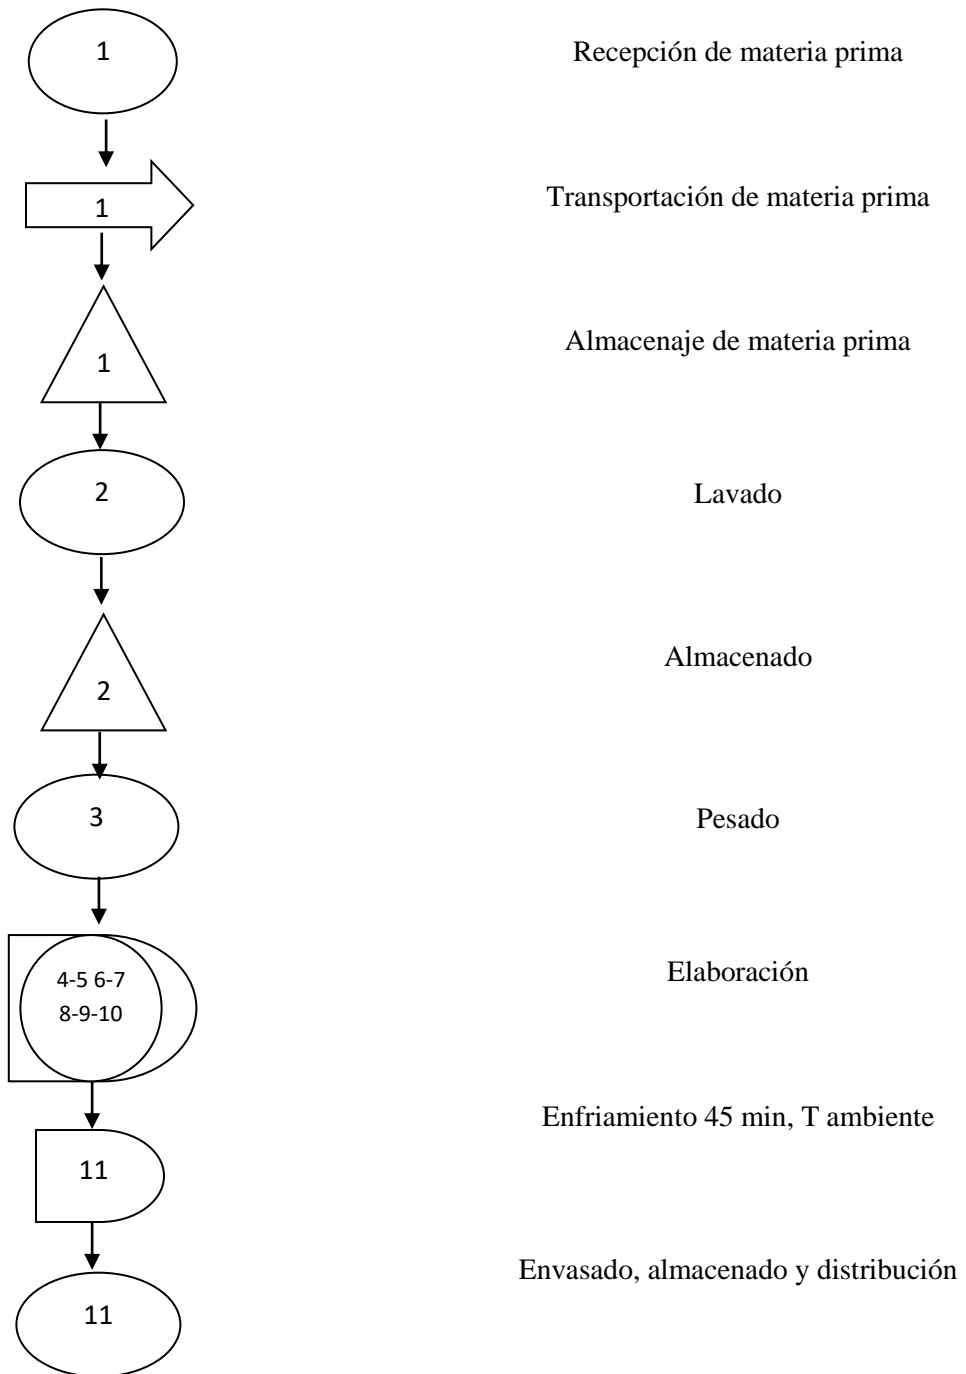 1
Recepción de materia prima
1
Transportación de materia prima
1
Almacenaje de materia prima
2
Lavado
2
Almacenado
3
Pesado
4-5 6-7
8-9-10
Elaboración
Enfriamiento 45 min, T ambiente
11
Envasado, almacenado y distribución
11